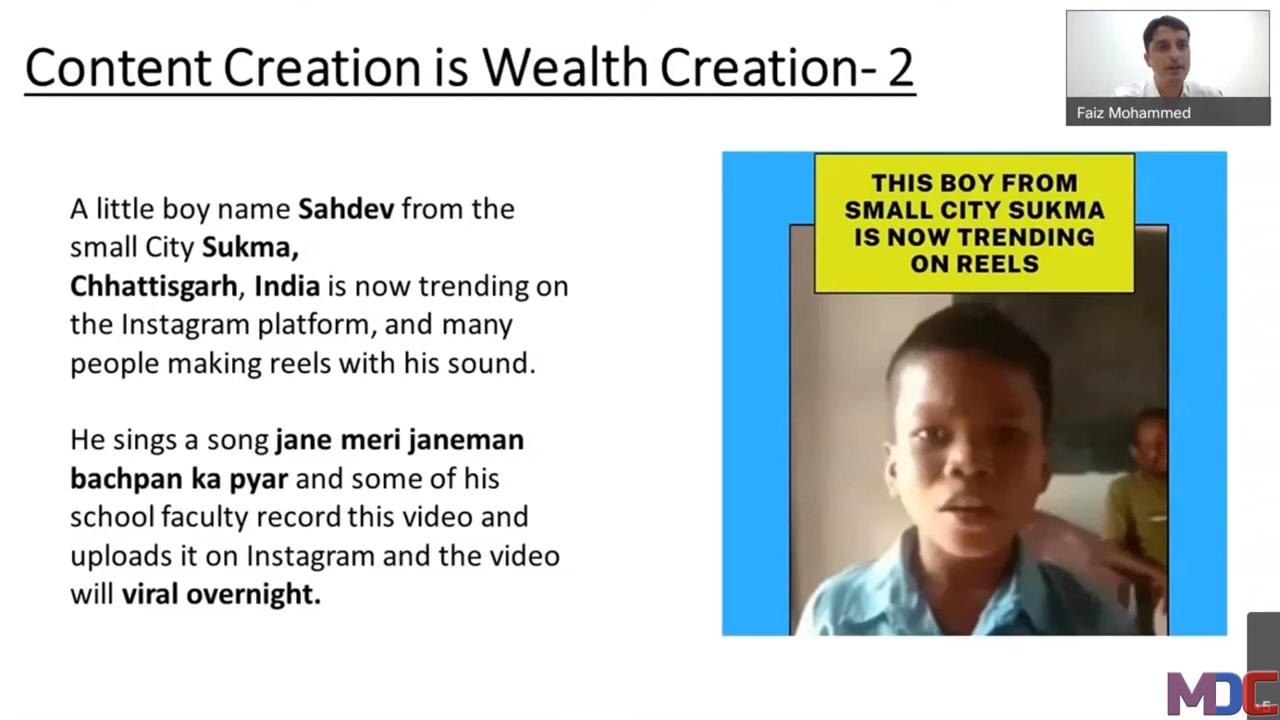 Content Creation is Wealth Creation- 2
Faiz Mohammed
A little boy name Sahdev from the
small City Sukma,
Chhattisgarh, India is now trending on
the Instagram platform, and many
people making reels with his sound.
He sings a song jane meri janeman
bachpan ka pyar and some of his
school faculty record this video and
uploads it on Instagram and the video
will viral overnight.
THIS BOY FROM
SMALL CITY SUKMA
IS NOW TRENDING
ON REELS
MDC